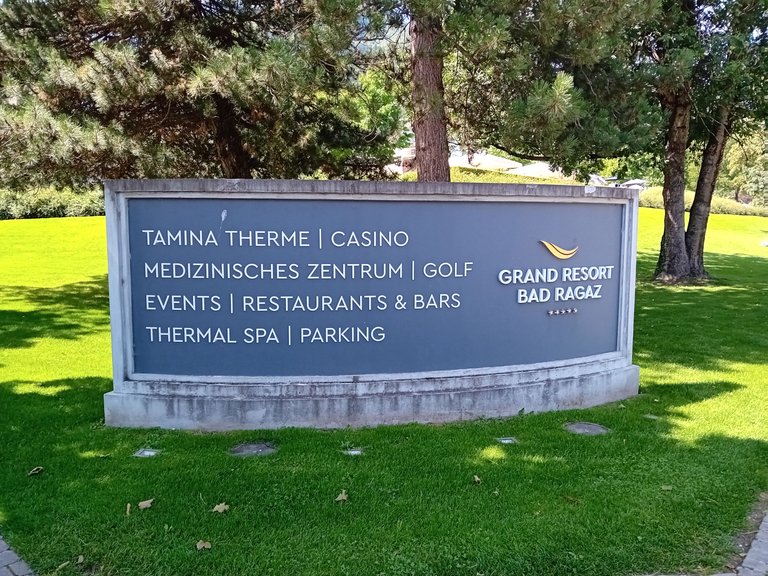 TAMINA THERME | CASINO
MEDIZINISCHES ZENTRUM | GOLF
EVENTS | RESTAURANTS & BARS
THERMAL SPA | PARKING
GRAND RESORT
BAD RAGAZ